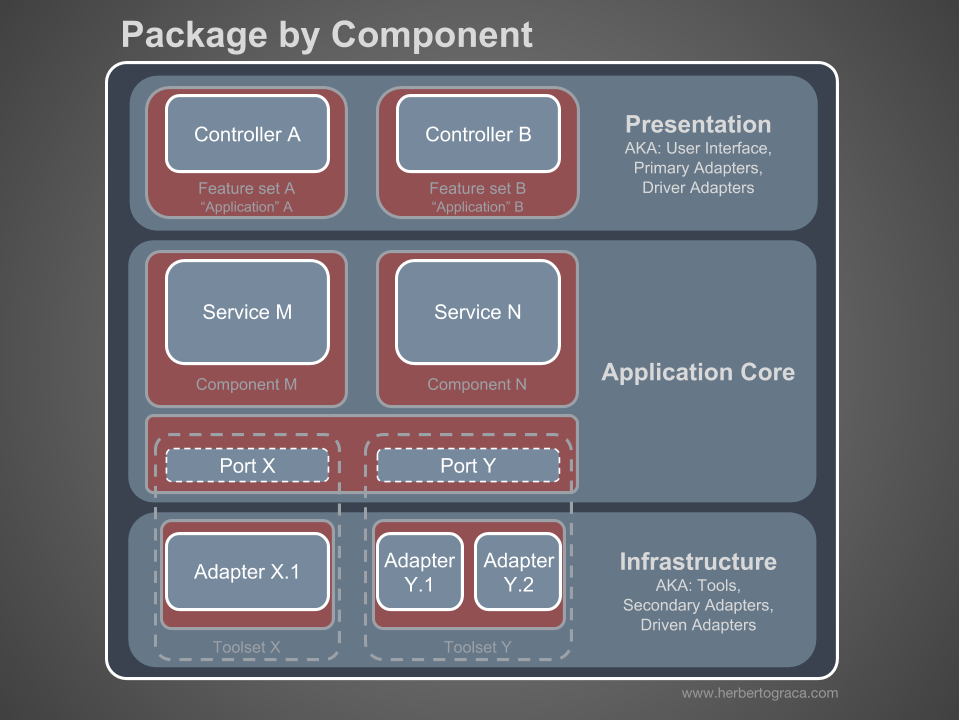 Package by Component
Controller A
Controller B
Feature set A
“Application” A
Feature set B
“Application” B
Presentation
AKA: User Interface,
Primary Adapters,
Driver Adapters
Service M
Service N
Component M
Component N
Application Core
Port X
Port Y
Adapter X.1
Adapter
Y.1
Adapter
Y.2
Toolset X
Toolset Y
Infrastructure
AKA: Tools,
Secondary Adapters,
Driven Adapters
www.herbertograca.com